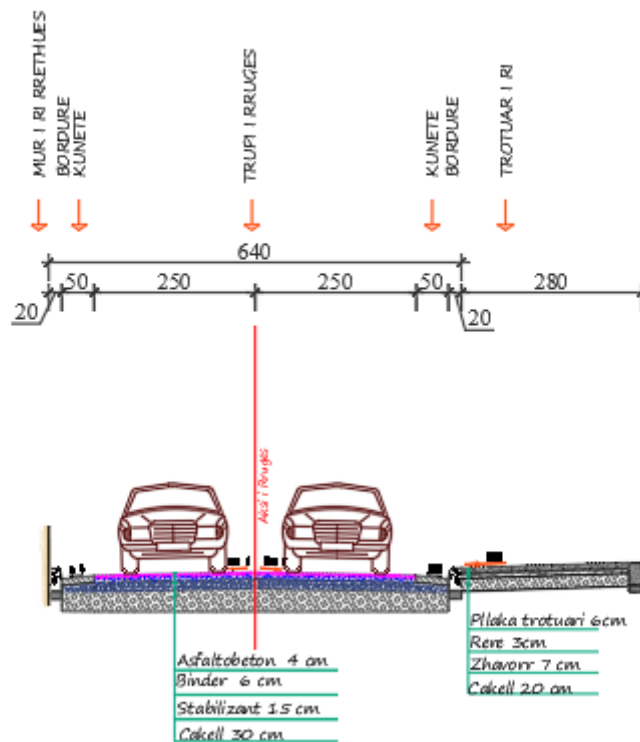 MUR I RI RRETHUES
BORDURE
KUNETE
TRUPI I RRUGES
KUNETE
BORDURE
TROTUAR I RI
640
50
250
250
50
280
20
20
Aksi i Rruges
Asfaltobeton 4 cm
Binder 6 cm
Stabilizant 15 cm
Cakell 30 cm
Pllaka trotuari 6cm
Rere 3cm
Zhavorr 7 cm
Cakell 20 cm